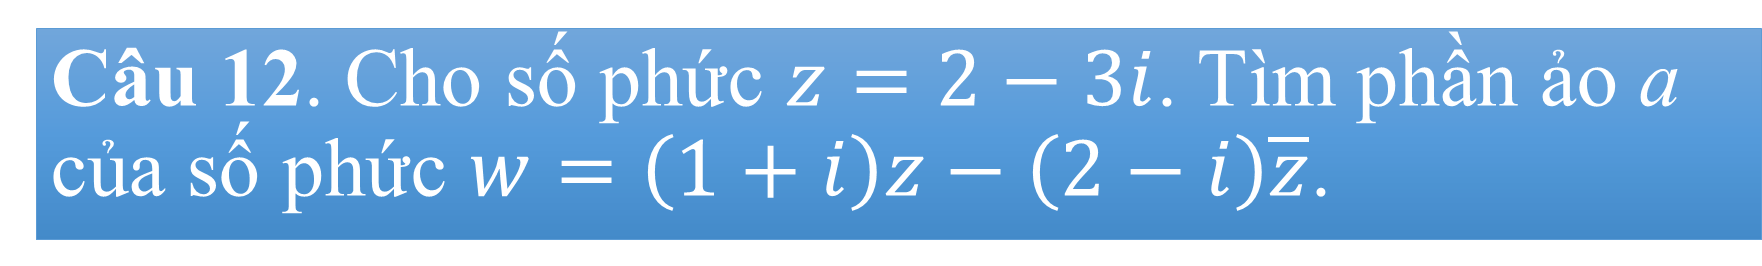 Câu 12. Cho số phức z = 2 − 3i. Tìm phần ảo a
của số phức w = (1 + i)z − (2 − i)z̅.